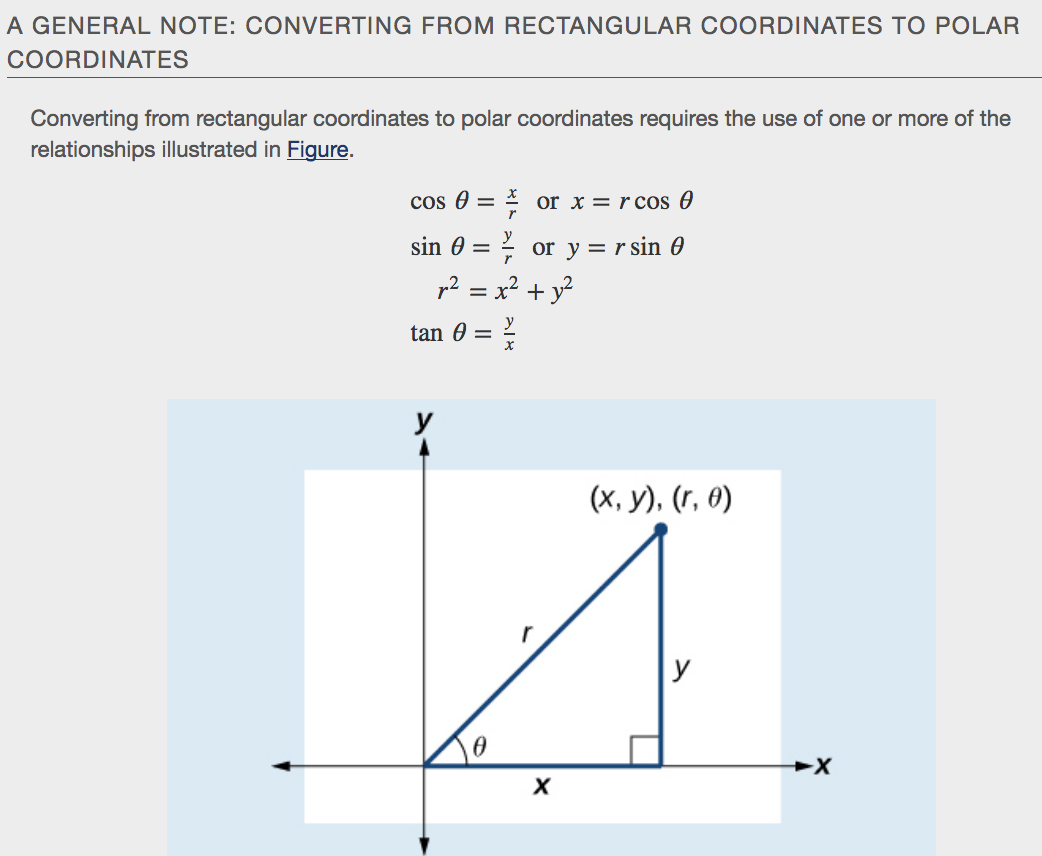 A GENERAL NOTE: CONVERTING FROM RECTANGULAR COORDINATES TO POLAR
COORDINATES
Converting from rectangular coordinates to polar coordinates requires the use of one or more of the
relationships illustrated in Figure.
cos θ = x/r or x = r cos θ
sin θ = y/r or y = r sin θ
r² = x² + y²
tan θ = y/x
y
(x, y), (r, θ)
r
y
θ
x
x